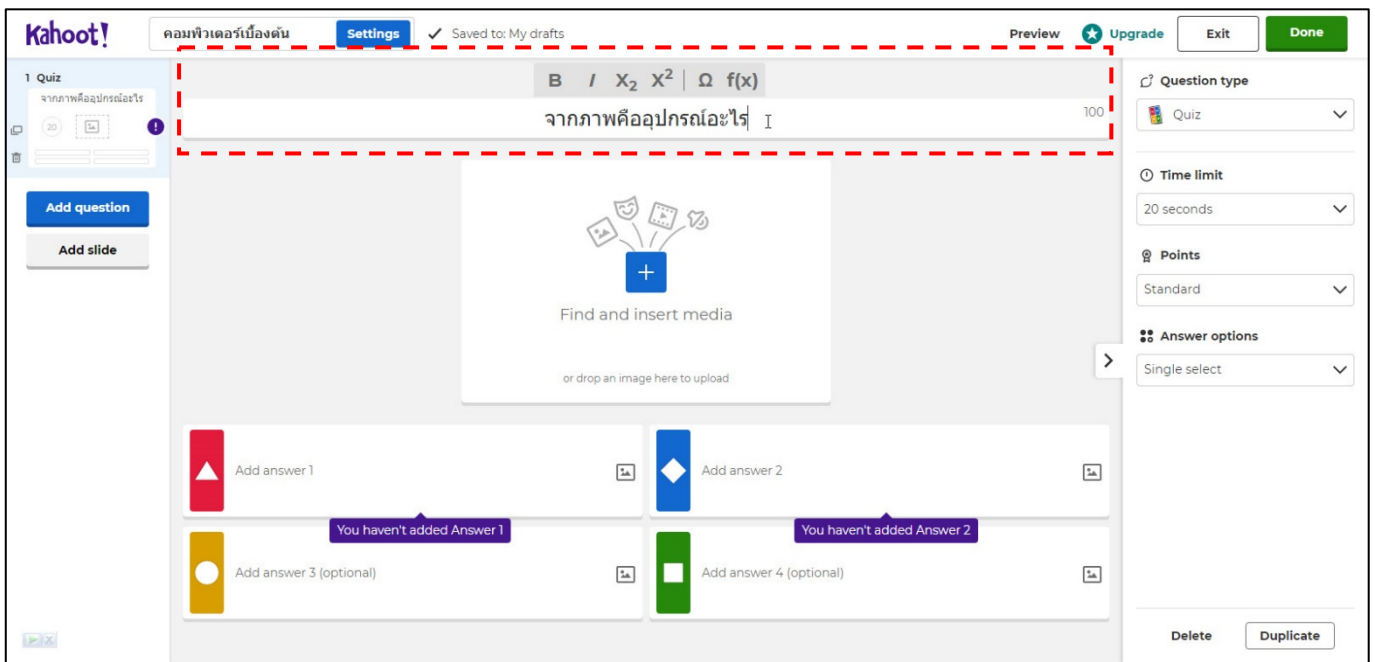 Kahoot!
คอมพิวเตอร์เบื้องต้น
Settings
Saved to: My drafts
Preview
Upgrade
Exit
Done
1 Quiz
จากภาพคืออุปกรณ์อะไร
20
Add question
Add slide
B I X₂ X² | Ω f(x)
จากภาพคืออุปกรณ์อะไร
100
Find and insert media
or drop an image here to upload
Add answer 1
Add answer 2
You haven't added Answer 1
You haven't added Answer 2
Add answer 3 (optional)
Add answer 4 (optional)
Question type
Quiz
Time limit
20 seconds
Points
Standard
Answer options
Single select
Delete
Duplicate